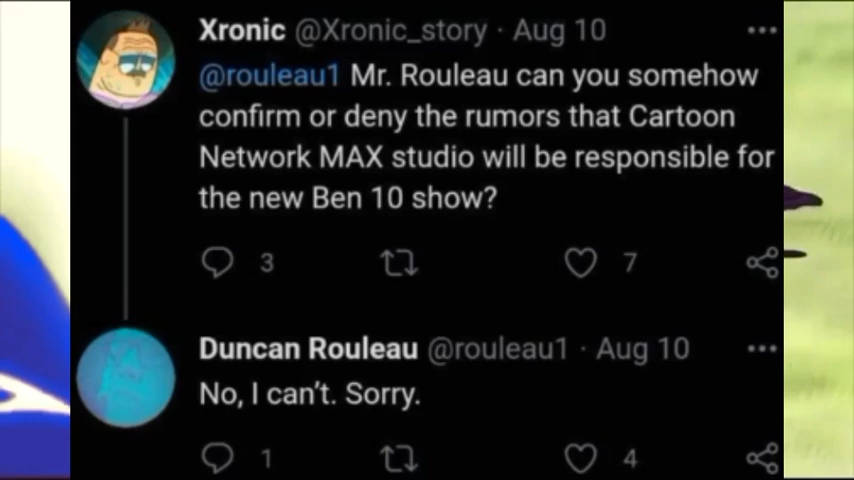 Xronic @Xronic_story · Aug 10
@rouleau1 Mr. Rouleau can you somehow
confirm or deny the rumors that Cartoon
Network MAX studio will be responsible for
the new Ben 10 show?
3 7
Duncan Rouleau @rouleau1 · Aug 10
No, I can't. Sorry.
1 4